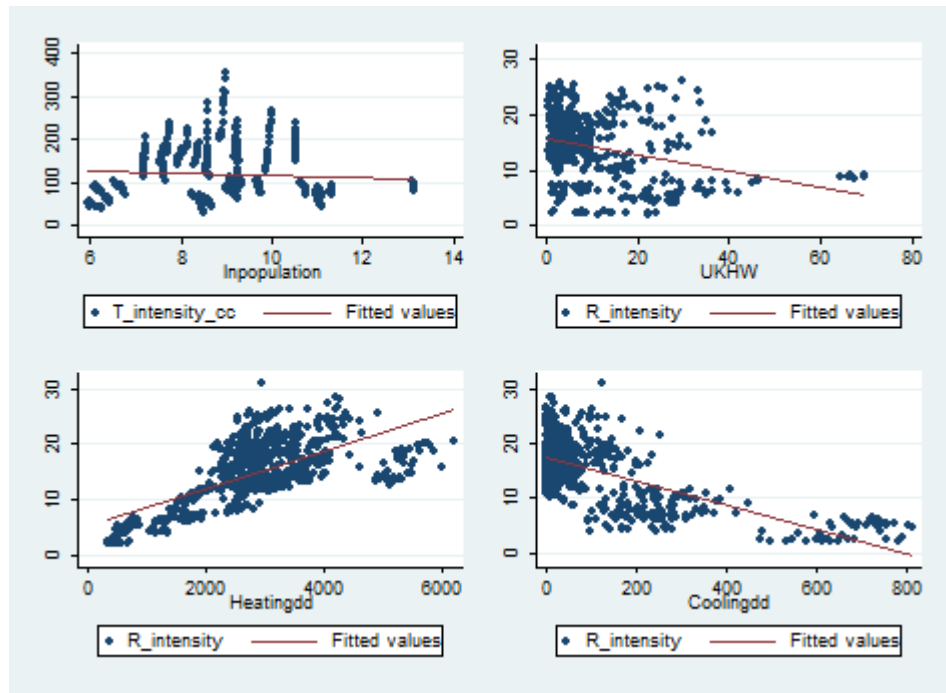 400
300
200
100
0
6 8 10 12 14
lnpopulation
T_intensity_cc Fitted values
30
20
10
0
0 20 40 60 80
UKHW
R_intensity Fitted values
30
20
10
0
0 2000 4000 6000
Heatingdd
R_intensity Fitted values
30
20
10
0
0 200 400 600 800
Coolingdd
R_intensity Fitted values